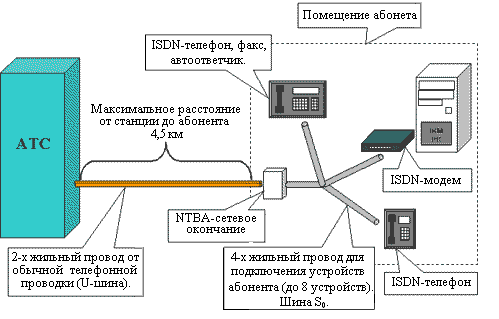 Помещение абонента
ISDN-телефон, факс,
автоответчик.
Максимальное расстояние
от станции до абонента
4,5 км
АТС
ISDN-модем
NTBA-сетевое
окончание
2-х жильный провод от
обычной телефонной
проводки (U-шина).
4-х жильный провод для
подключения устройств
абонента (до 8 устройств).
Шина S₀.
ISDN-телефон